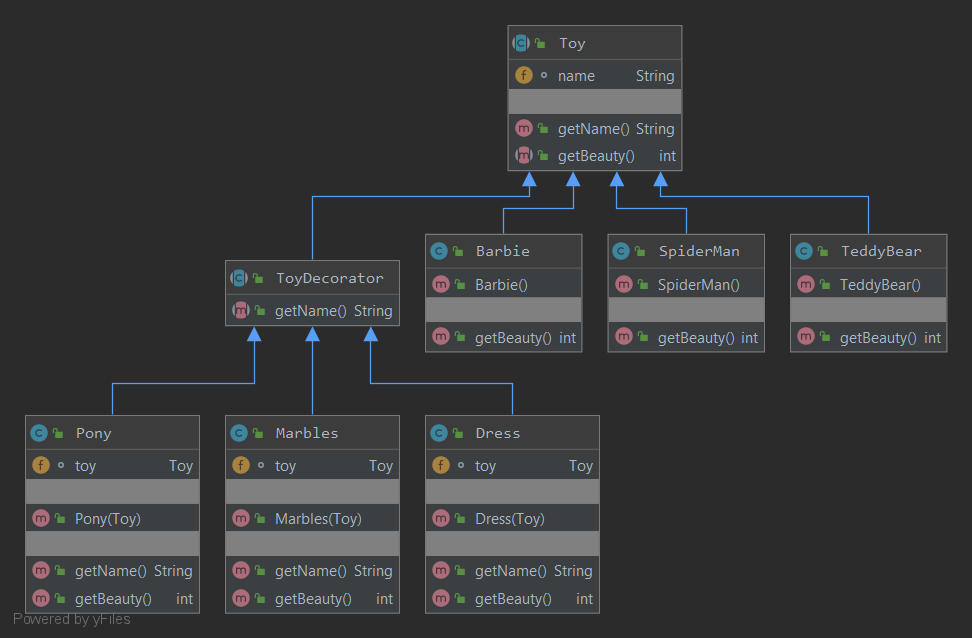 Toy
name String
getName() String
getBeauty() int
ToyDecorator
getName() String
Barbie
Barbie()
getBeauty() int
SpiderMan
SpiderMan()
getBeauty() int
TeddyBear
TeddyBear()
getBeauty() int
Pony
toy Toy
Pony(Toy)
getName() String
getBeauty() int
Marbles
toy Toy
Marbles(Toy)
getName() String
getBeauty() int
Dress
toy Toy
Dress(Toy)
getName() String
getBeauty() int
Powered by yFiles